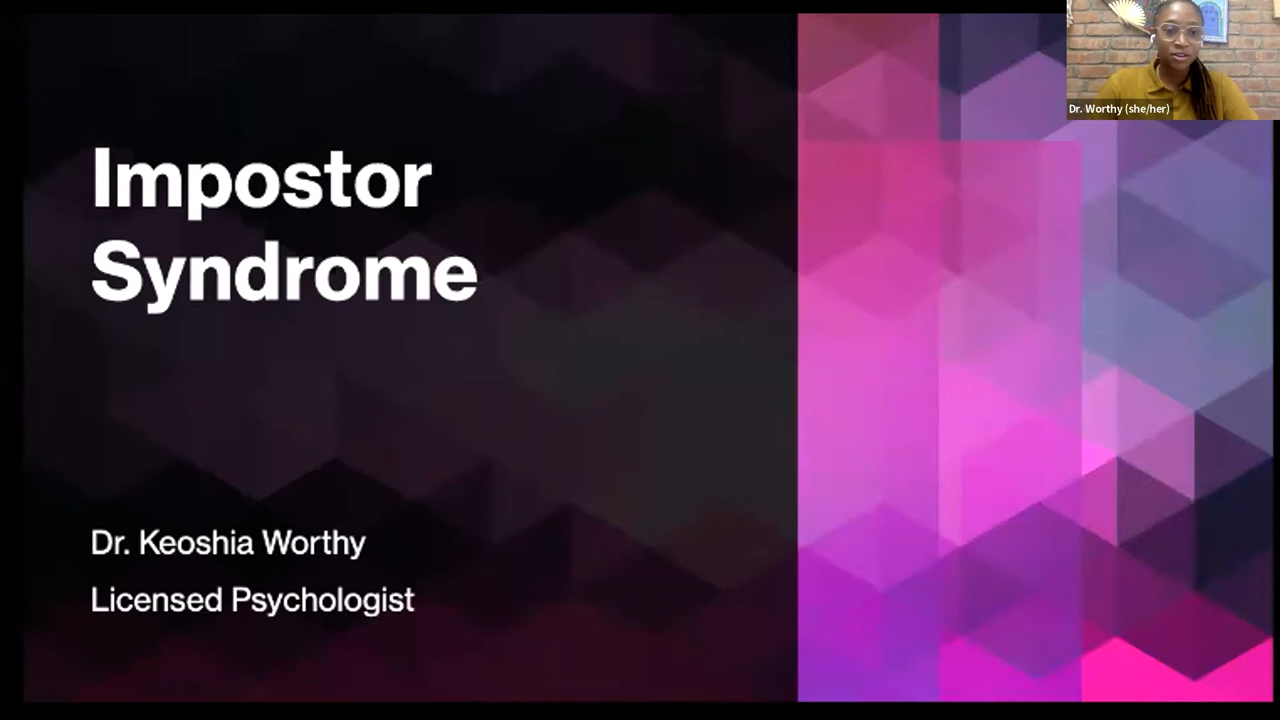 Dr. Worthy (she/her)
Impostor
Syndrome
Dr. Keoshia Worthy
Licensed Psychologist